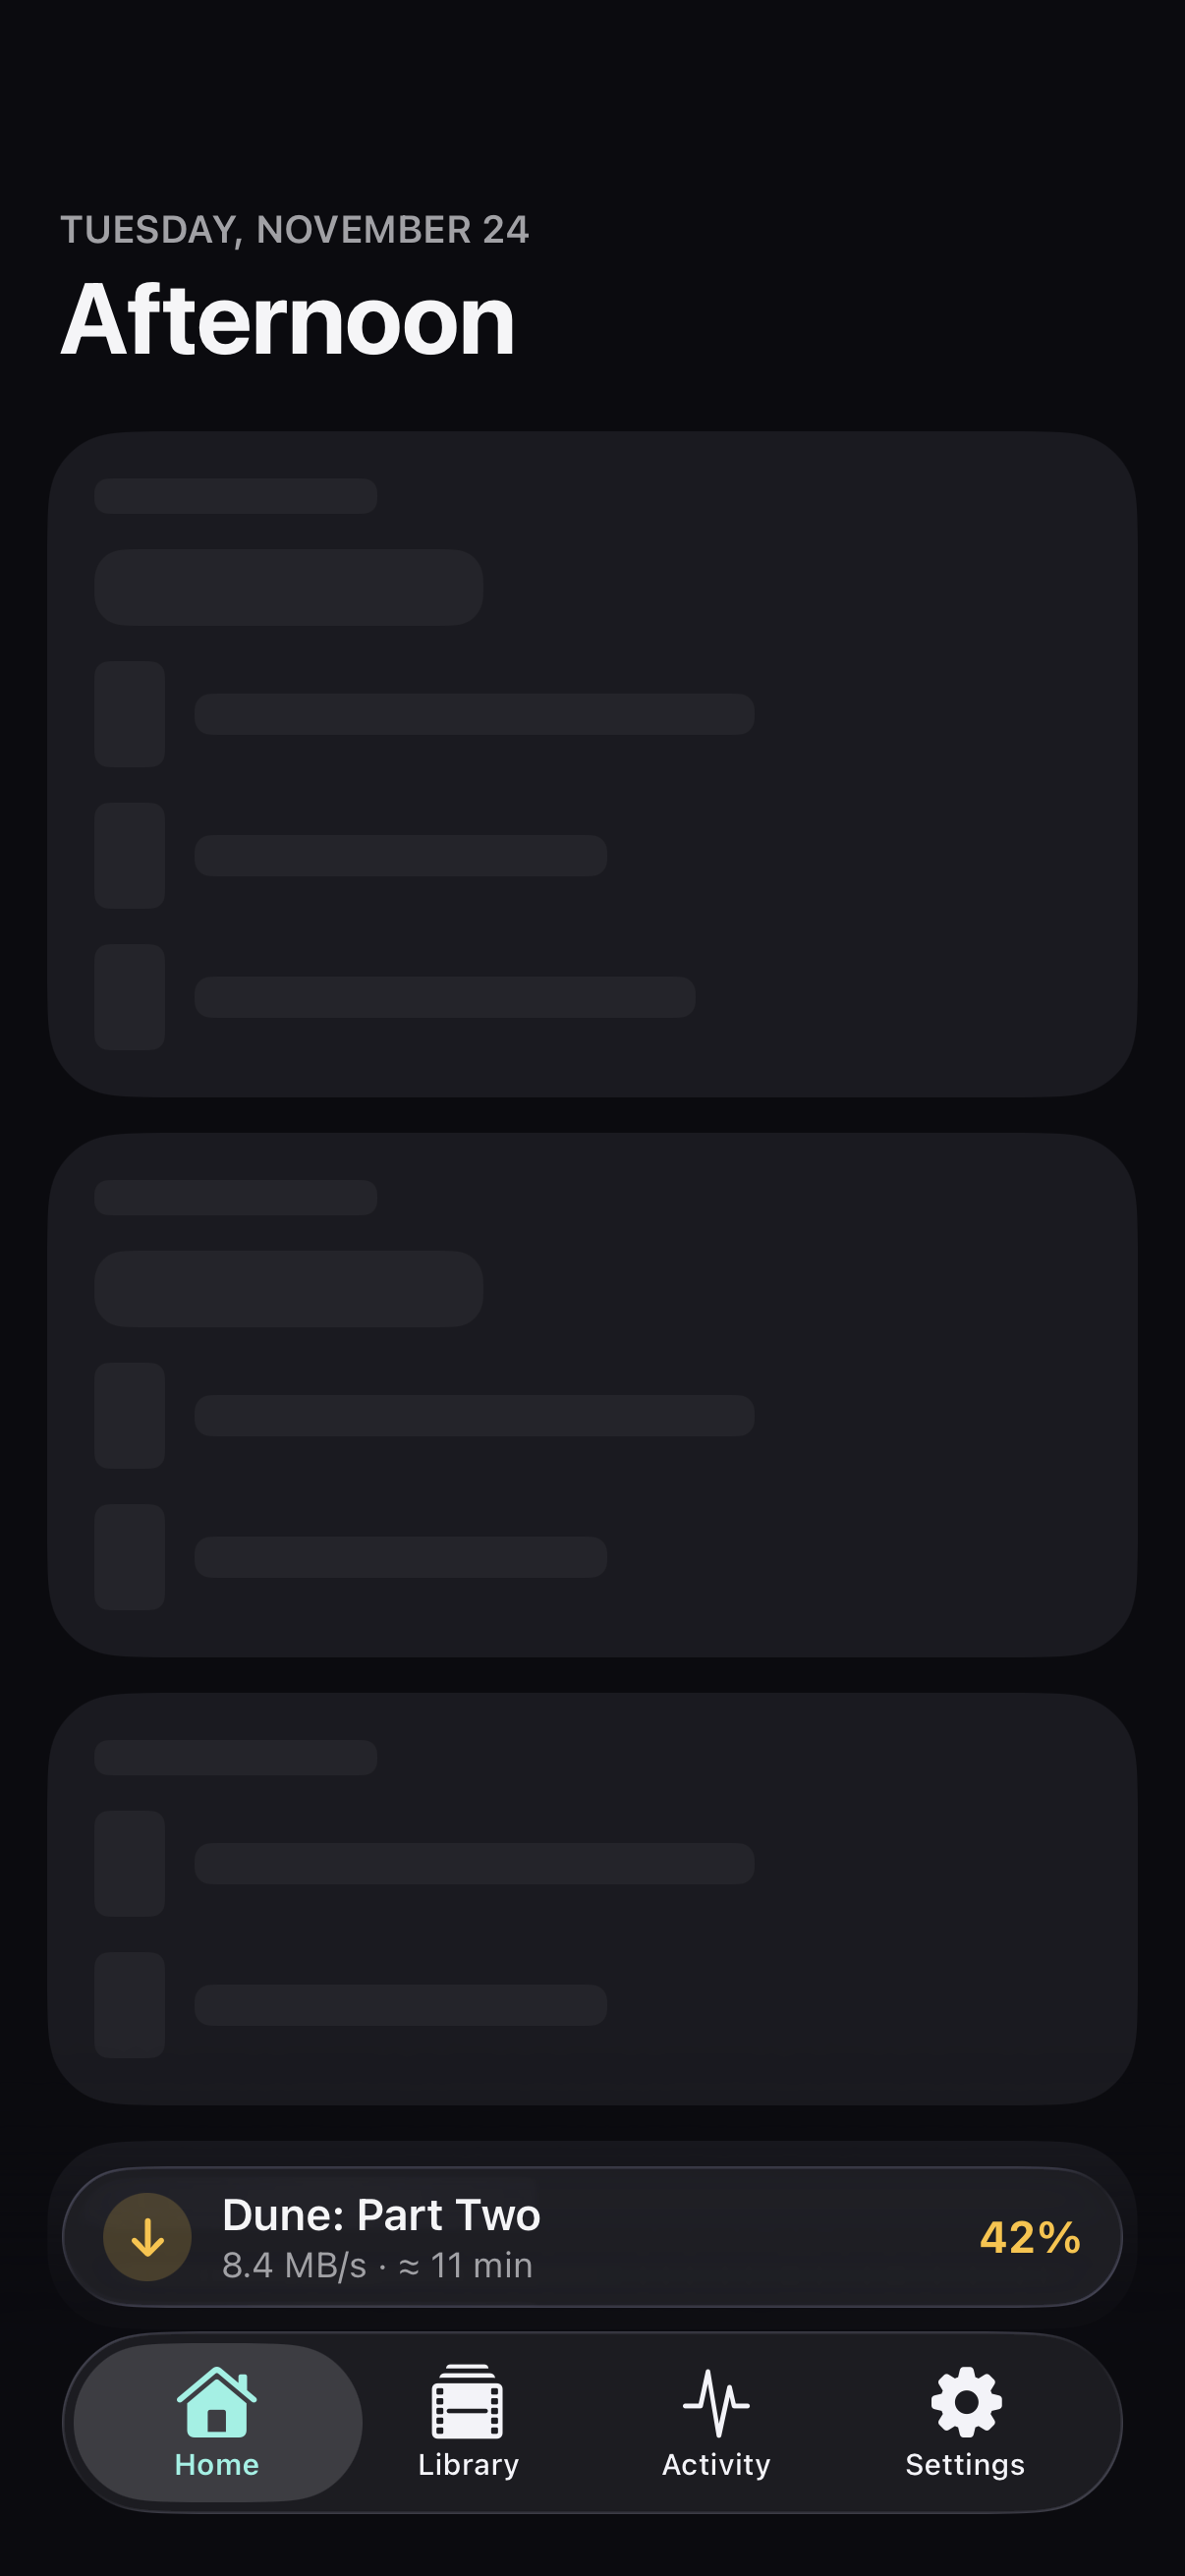 TUESDAY, NOVEMBER 24
Afternoon
Dune: Part Two
8.4 MB/s · ≈ 11 min
42%
Home
Library
Activity
Settings